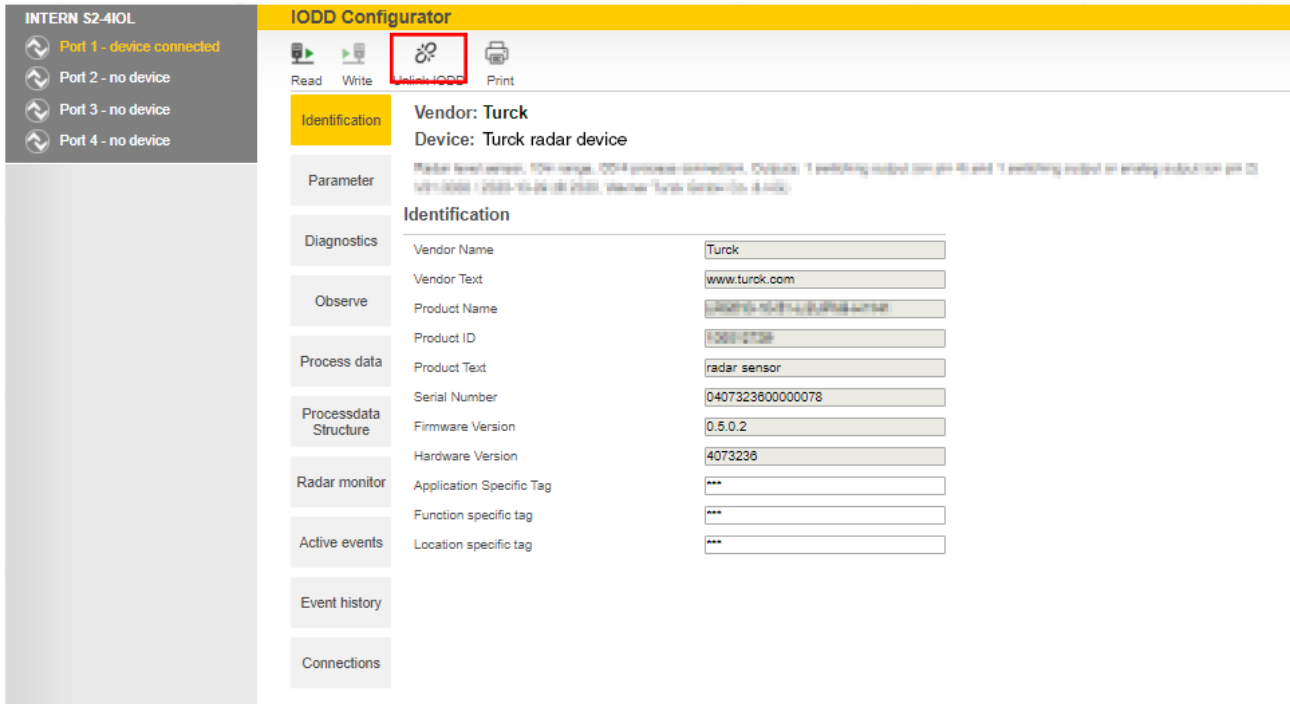 INTERN S2-4IOL
Port 1 - device connected
Port 2 - no device
Port 3 - no device
Port 4 - no device
IODD Configurator
Read Write Unlink IODD Print
Identification
Parameter
Diagnostics
Observe
Process data
Processdata
Structure
Radar monitor
Active events
Event history
Connections
Vendor: Turck
Device: Turck radar device
Identification
Vendor Name Turck
Vendor Text www.turck.com
Product Name
Product ID
Product Text radar sensor
Serial Number 0407323600000078
Firmware Version 0.5.0.2
Hardware Version 4073236
Application Specific Tag ***
Function specific tag ***
Location specific tag ***